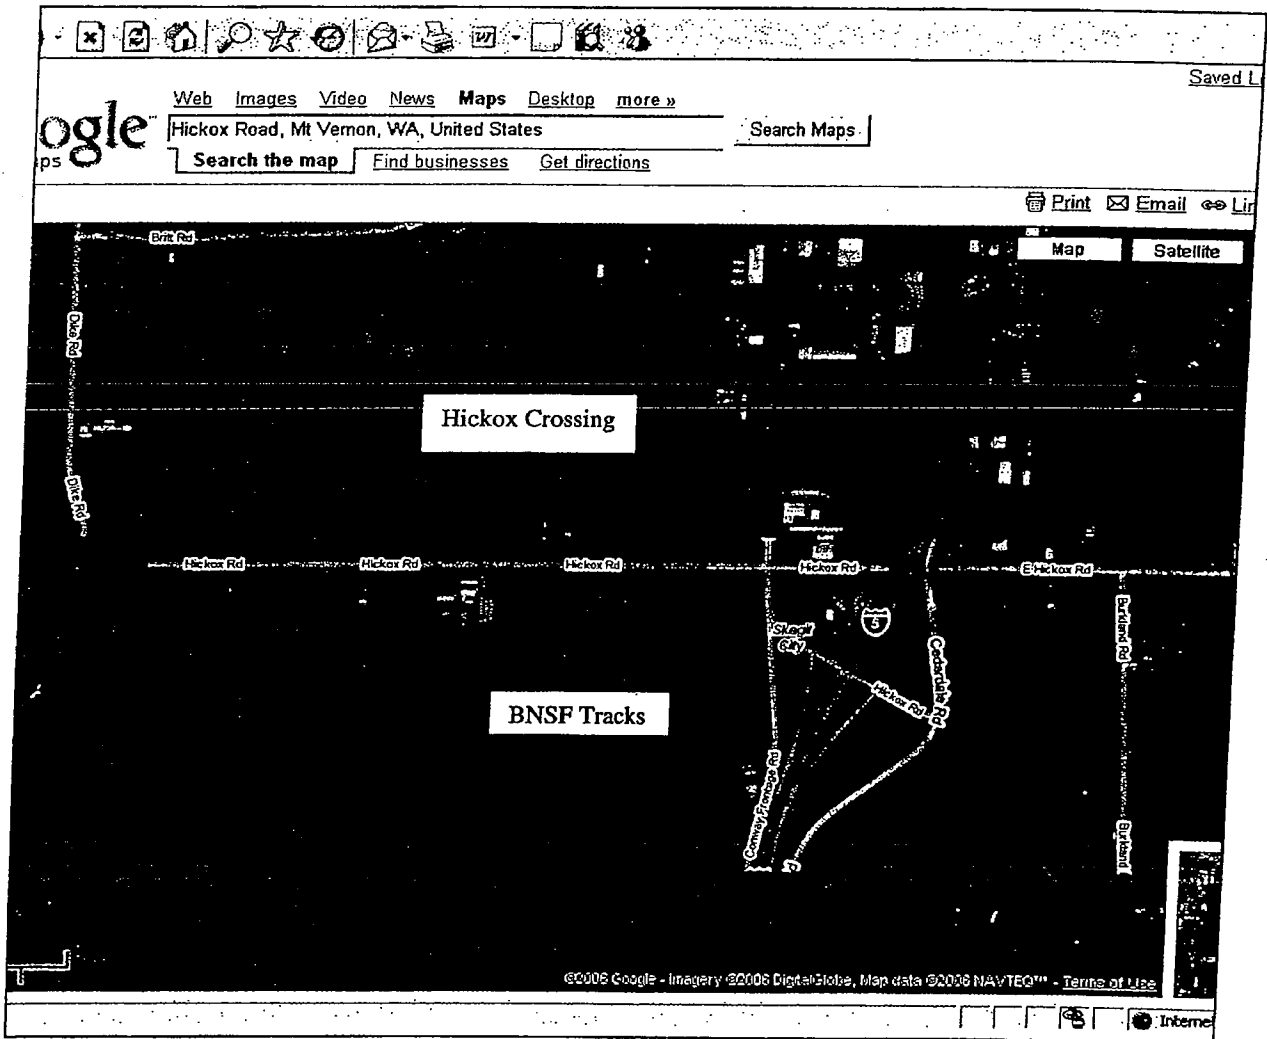 Saved L
Web Images Video News Maps Desktop more »
ogle™
ps
Hickox Road, Mt Vernon, WA, United States
Search Maps
Search the map Find businesses Get directions
Print Email Lin
Map Satellite
Britt Rd
Dike Rd
Hickox Crossing
Dike Rd
Hickox Rd Hickox Rd Hickox Rd Hickox Rd E Hickox Rd
5
Burkland Rd
Skagit
City
Cedardale Rd
Hickox Rd
BNSF Tracks
Conway Frontage Rd
Burkland
©2006 Google - Imagery ©2006 DigitalGlobe, Map data ©2006 NAVTEQ™ - Terms of Use
Interne